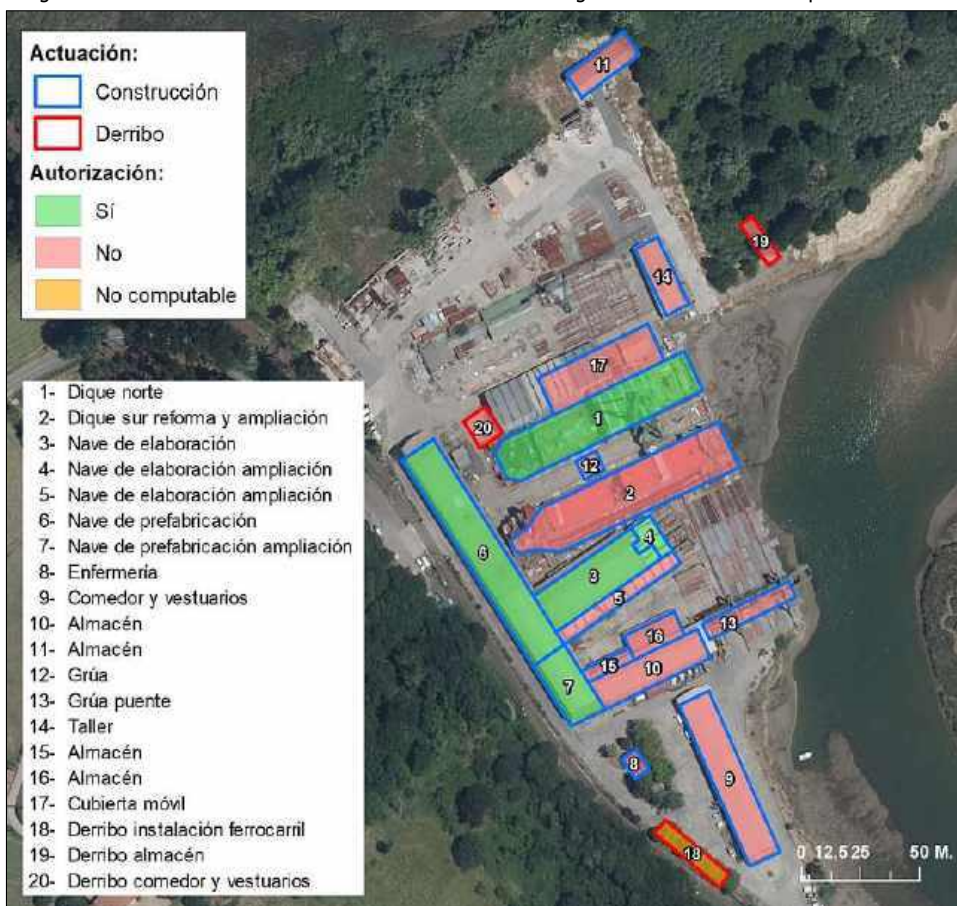 Actuación:
Construcción
Derribo
Autorización:
Sí
No
No computable
1- Dique norte
2- Dique sur reforma y ampliación
3- Nave de elaboración
4- Nave de elaboración ampliación
5- Nave de elaboración ampliación
6- Nave de prefabricación
7- Nave de prefabricación ampliación
8- Enfermería
9- Comedor y vestuarios
10- Almacén
11- Almacén
12- Grúa
13- Grúa puente
14- Taller
15- Almacén
16- Almacén
17- Cubierta móvil
18- Derribo instalación ferrocarril
19- Derribo almacén
20- Derribo comedor y vestuarios
11
19
14
17
1
20
12
2
6
4
3
5
13
16
15
10
7
8
9
18
0 12,5 25 50 M.